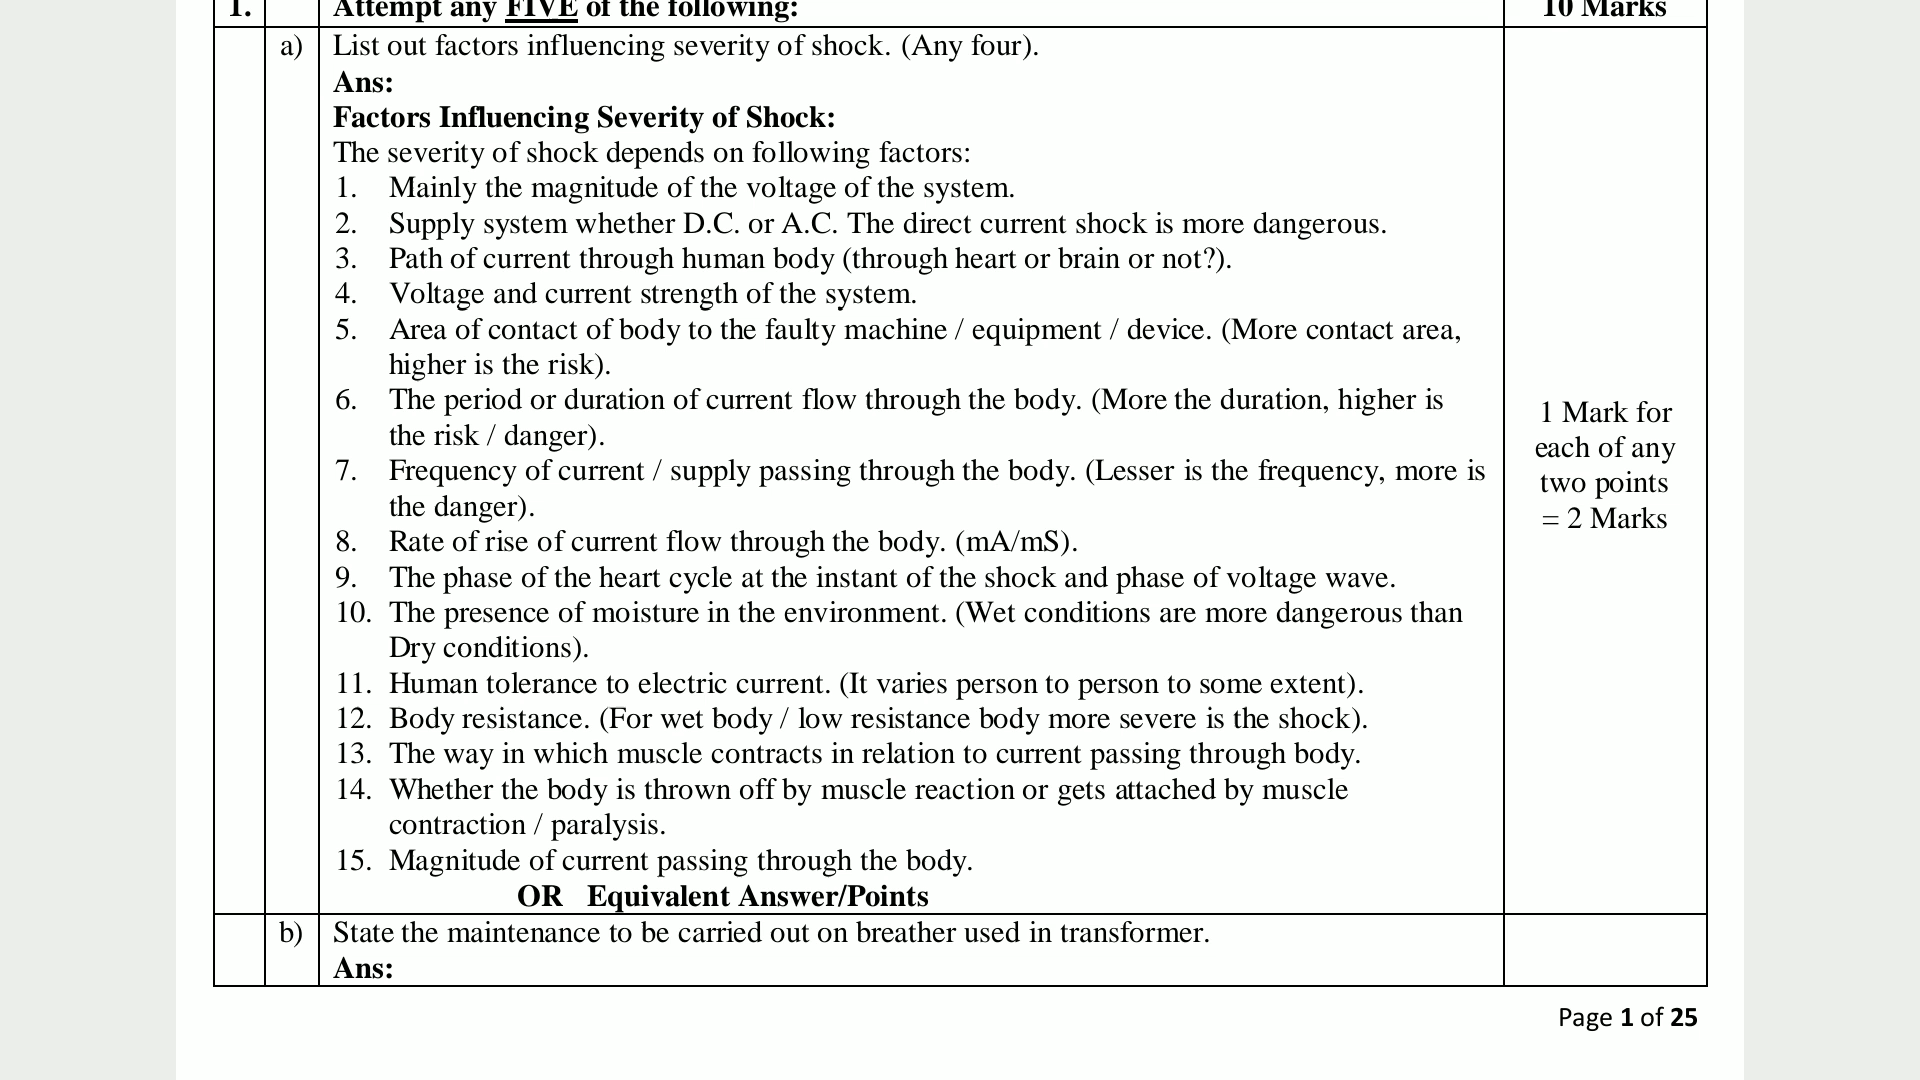 1. Attempt any FIVE of the following: 10 Marks
a) List out factors influencing severity of shock. (Any four).
Ans:
Factors Influencing Severity of Shock:
The severity of shock depends on following factors:
1. Mainly the magnitude of the voltage of the system.
2. Supply system whether D.C. or A.C. The direct current shock is more dangerous.
3. Path of current through human body (through heart or brain or not?).
4. Voltage and current strength of the system.
5. Area of contact of body to the faulty machine / equipment / device. (More contact area,
higher is the risk).
6. The period or duration of current flow through the body. (More the duration, higher is
the risk / danger).
7. Frequency of current / supply passing through the body. (Lesser is the frequency, more is
the danger).
8. Rate of rise of current flow through the body. (mA/mS).
9. The phase of the heart cycle at the instant of the shock and phase of voltage wave.
10. The presence of moisture in the environment. (Wet conditions are more dangerous than
Dry conditions).
11. Human tolerance to electric current. (It varies person to person to some extent).
12. Body resistance. (For wet body / low resistance body more severe is the shock).
13. The way in which muscle contracts in relation to current passing through body.
14. Whether the body is thrown off by muscle reaction or gets attached by muscle
contraction / paralysis.
15. Magnitude of current passing through the body.
OR Equivalent Answer/Points
1 Mark for
each of any
two points
= 2 Marks
b) State the maintenance to be carried out on breather used in transformer.
Ans:
Page 1 of 25